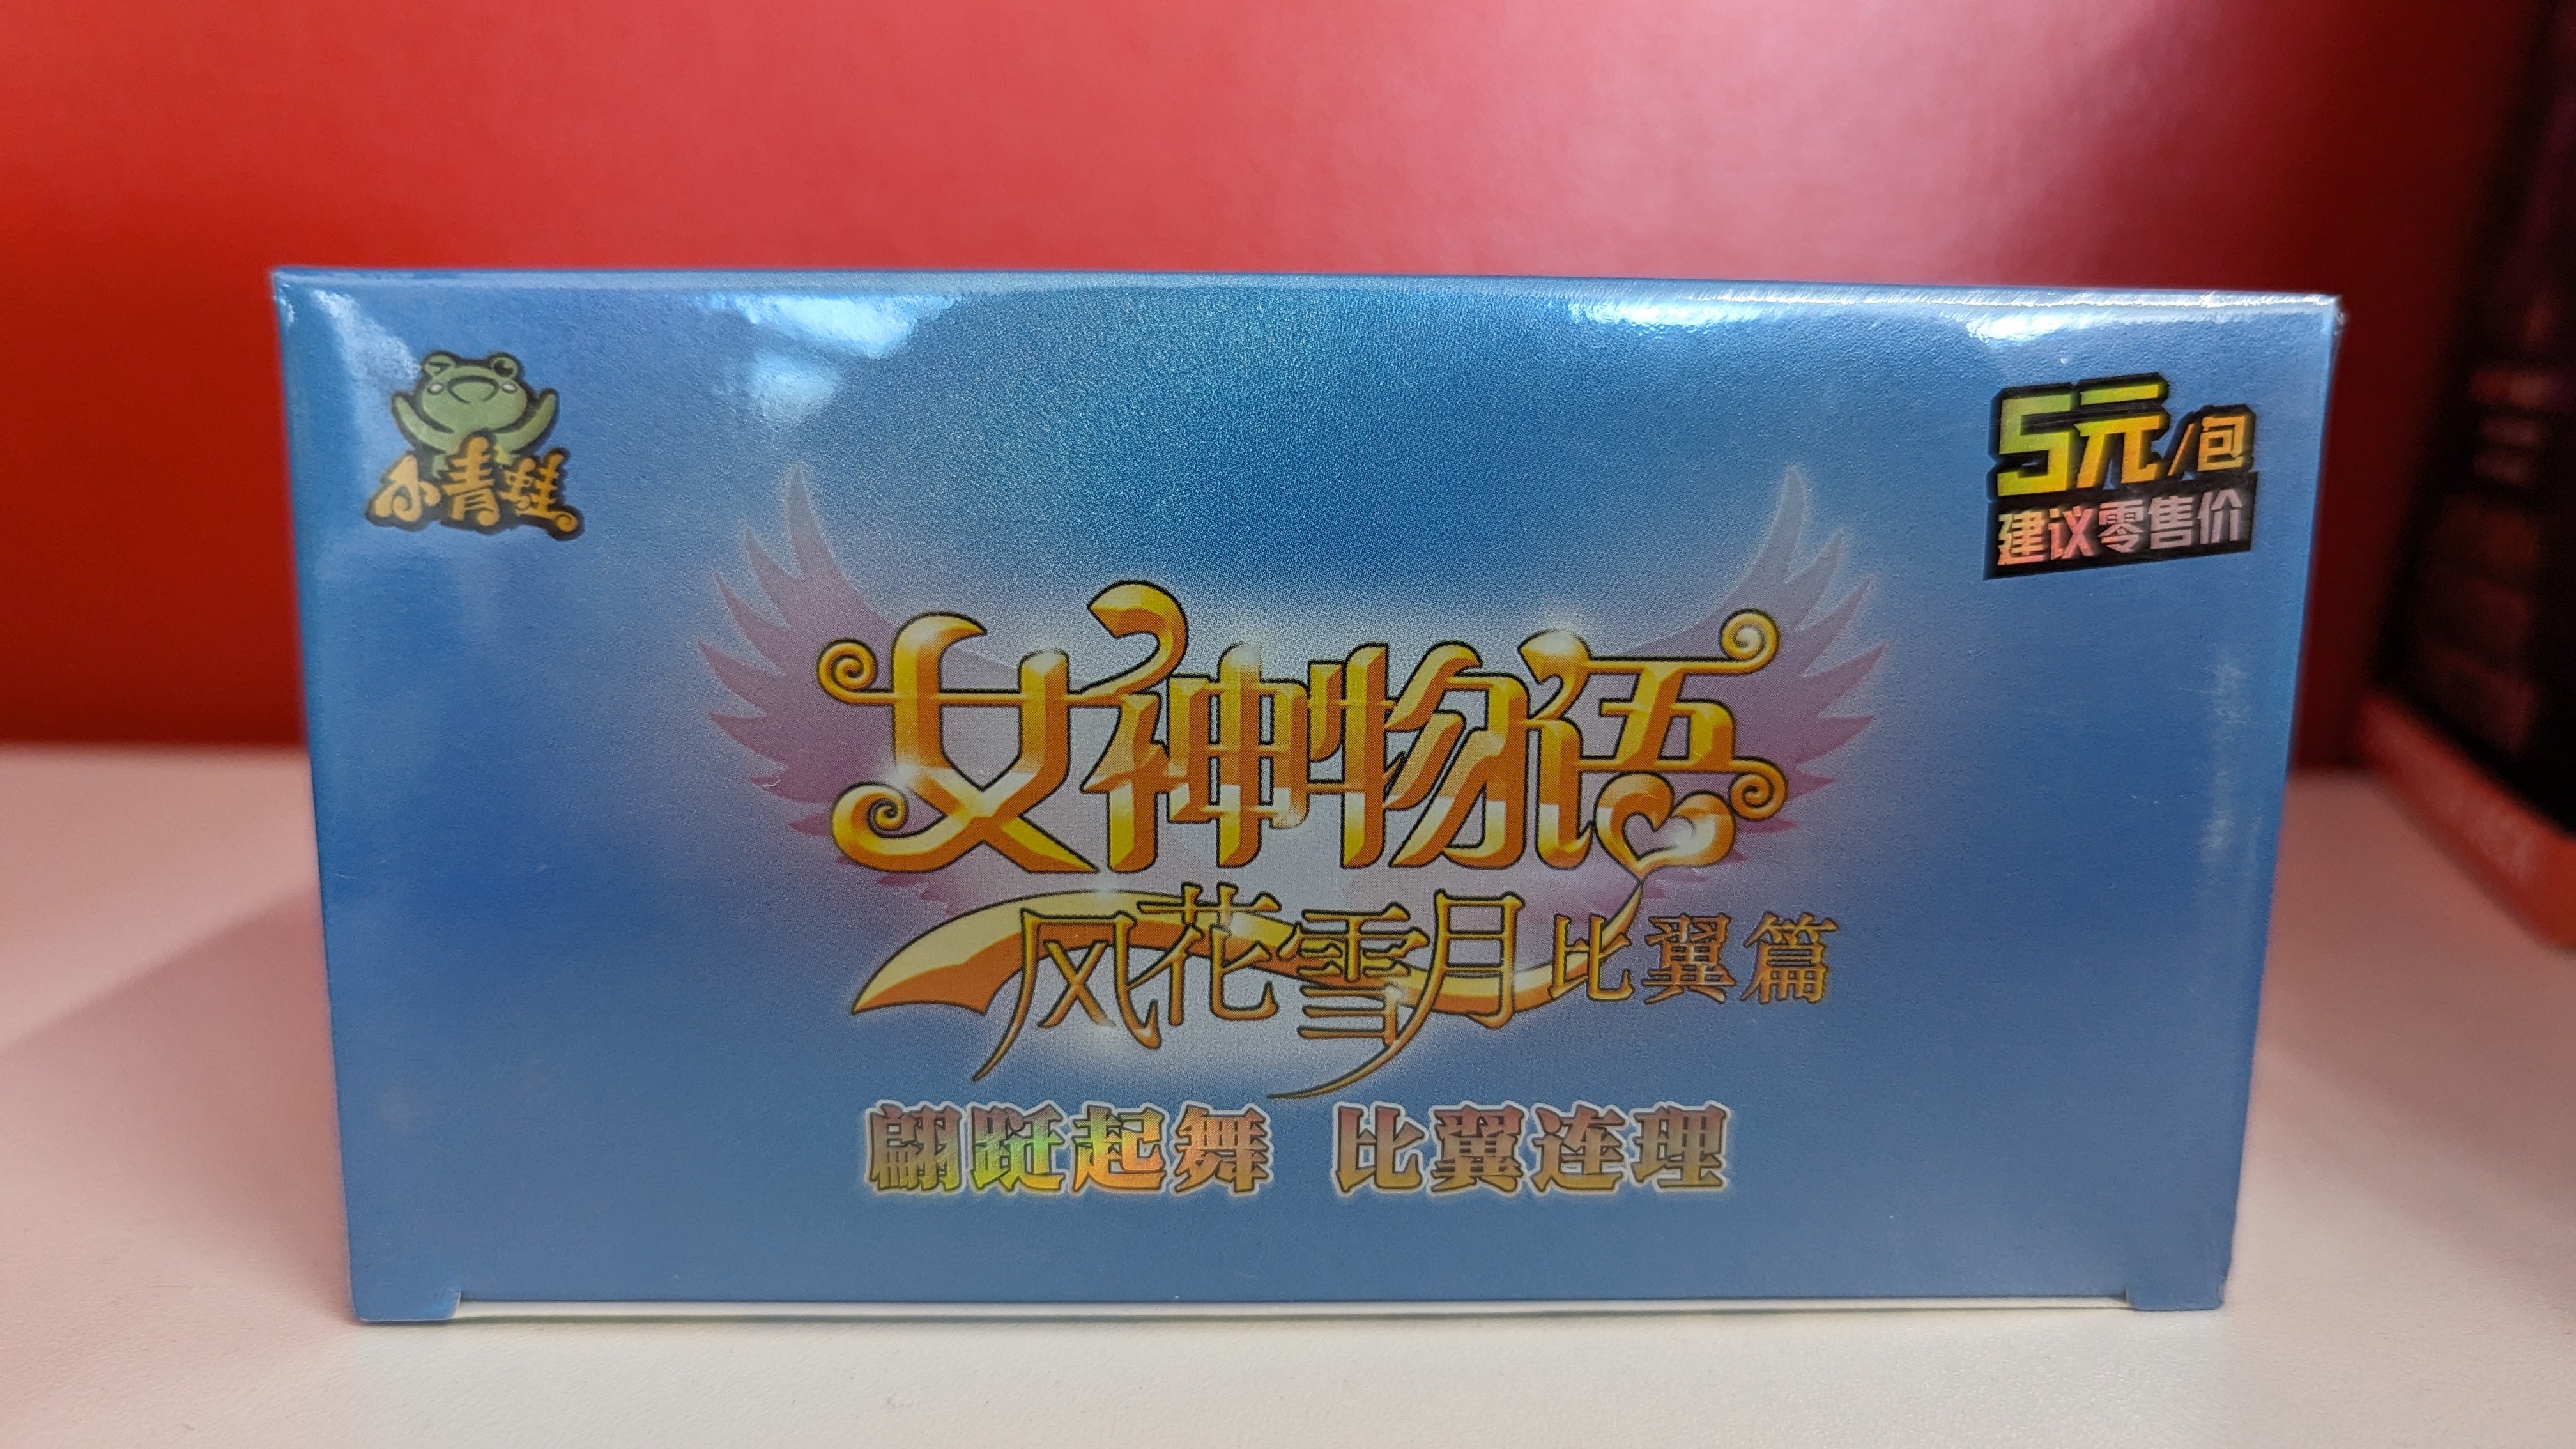 小青蛙
5元/包
建议零售价
女神物语
风花雪月比翼篇
翩跹起舞 比翼连理